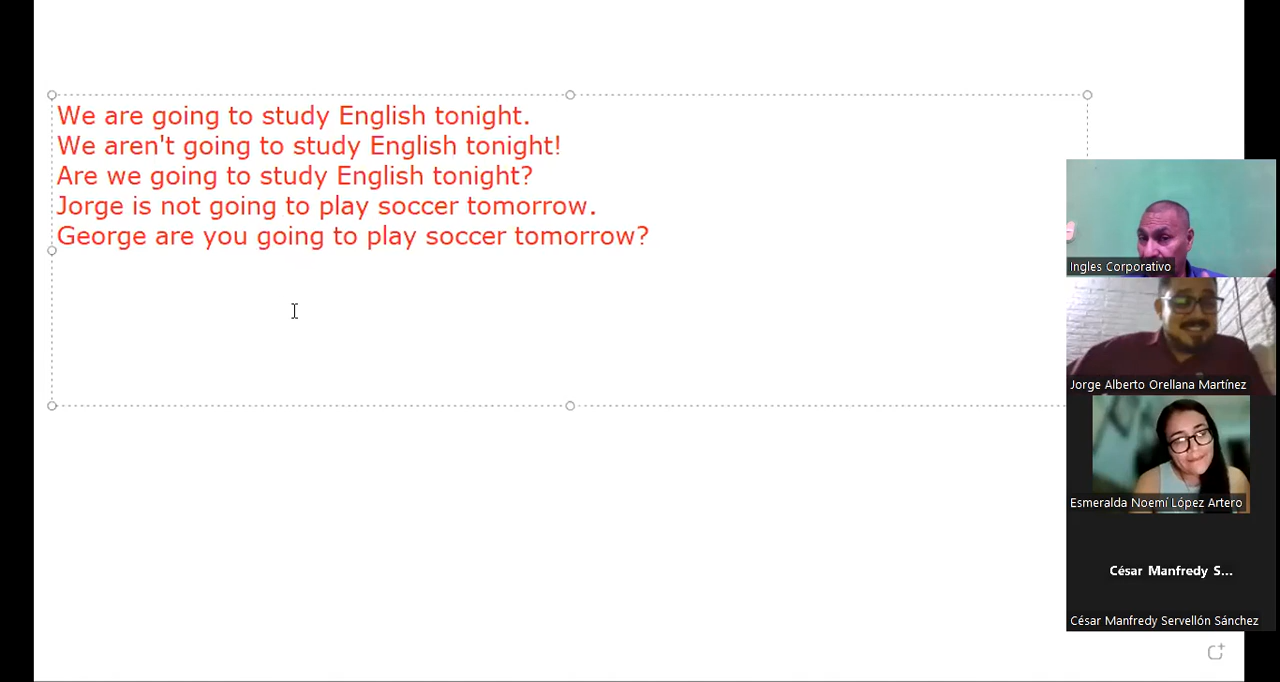 We are going to study English tonight.
We aren't going to study English tonight!
Are we going to study English tonight?
Jorge is not going to play soccer tomorrow.
George are you going to play soccer tomorrow?
Ingles Corporativo
Jorge Alberto Orellana Martínez
Esmeralda Noemí López Artero
César Manfredy S...
César Manfredy Servellón Sánchez